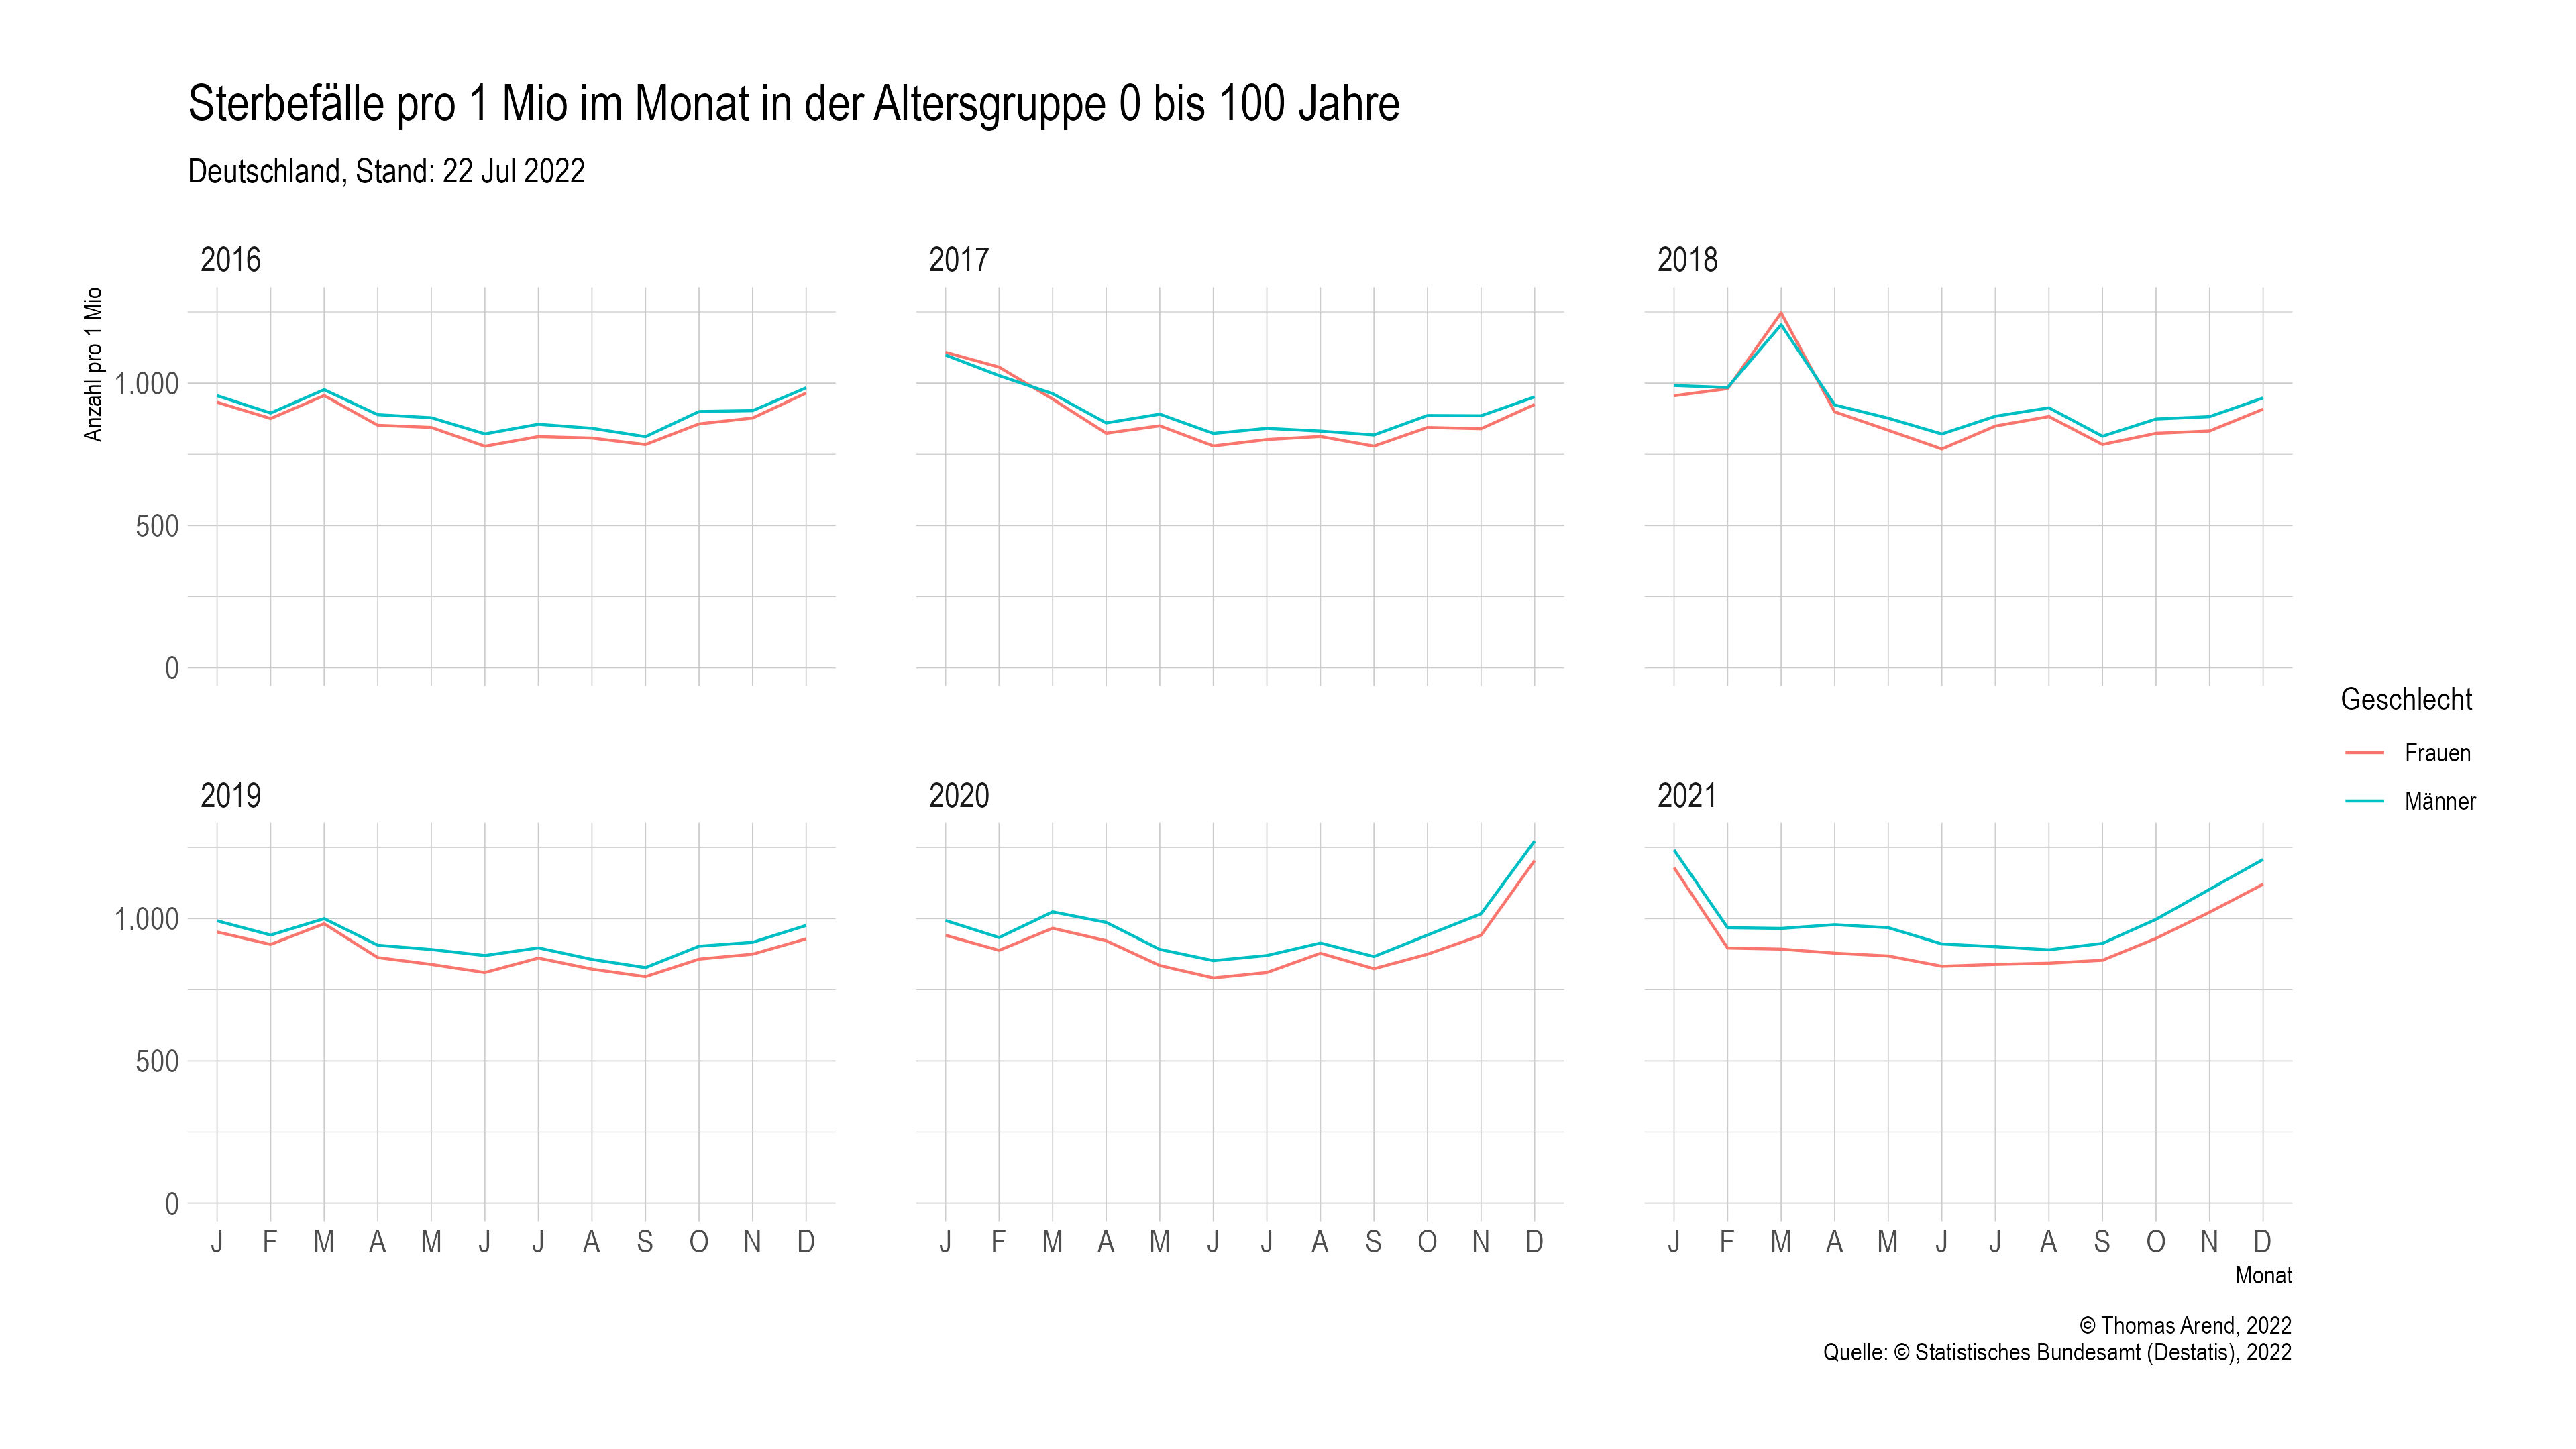 Sterbefälle pro 1 Mio im Monat in der Altersgruppe 0 bis 100 Jahre
Deutschland, Stand: 22 Jul 2022
2016
2017
2018
Anzahl pro 1 Mio
1.000
500
0
Geschlecht
Frauen
Männer
2019
2020
2021
1.000
500
0
J F M A M J J A S O N D
J F M A M J J A S O N D
J F M A M J J A S O N D
Monat
© Thomas Arend, 2022
Quelle: © Statistisches Bundesamt (Destatis), 2022